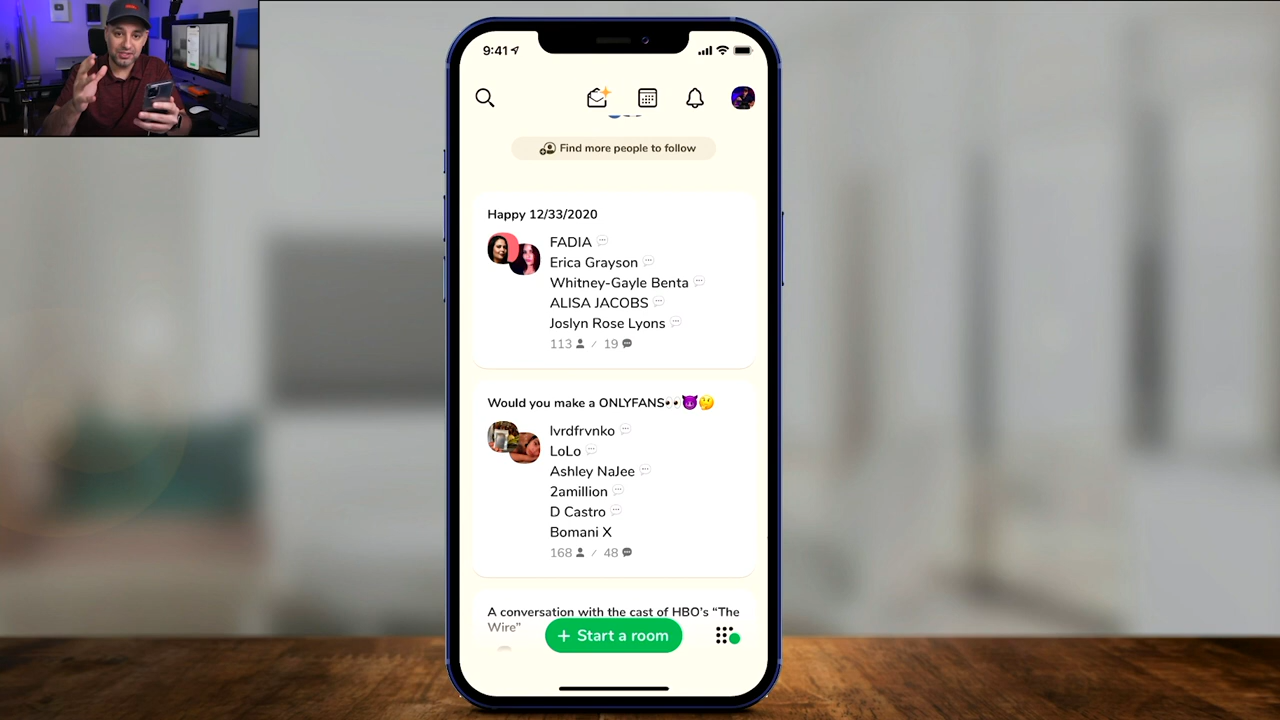 9:41
Find more people to follow
Happy 12/33/2020
FADIA
Erica Grayson
Whitney-Gayle Benta
ALISA JACOBS
Joslyn Rose Lyons
113 / 19
Would you make a ONLYFANS👀😈🤔
lvrdfrvnko
LoLo
Ashley NaJee
2amillion
D Castro
Bomani X
168 / 48
A conversation with the cast of HBO's “The
Wire”
+ Start a room